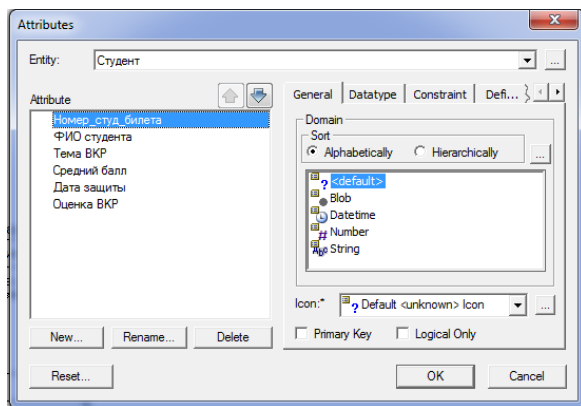 Attributes
Entity: Студент ...
Attribute
Номер_студ_билета
ФИО студента
Тема ВКР
Средний балл
Дата защиты
Оценка ВКР
New... Rename... Delete
General Datatype Constraint Defi...
Domain
Sort
Alphabetically Hierarchically ...
<default>
Blob
Datetime
Number
String
Icon:* Default <unknown> Icon ...
Primary Key Logical Only
Reset... OK Cancel